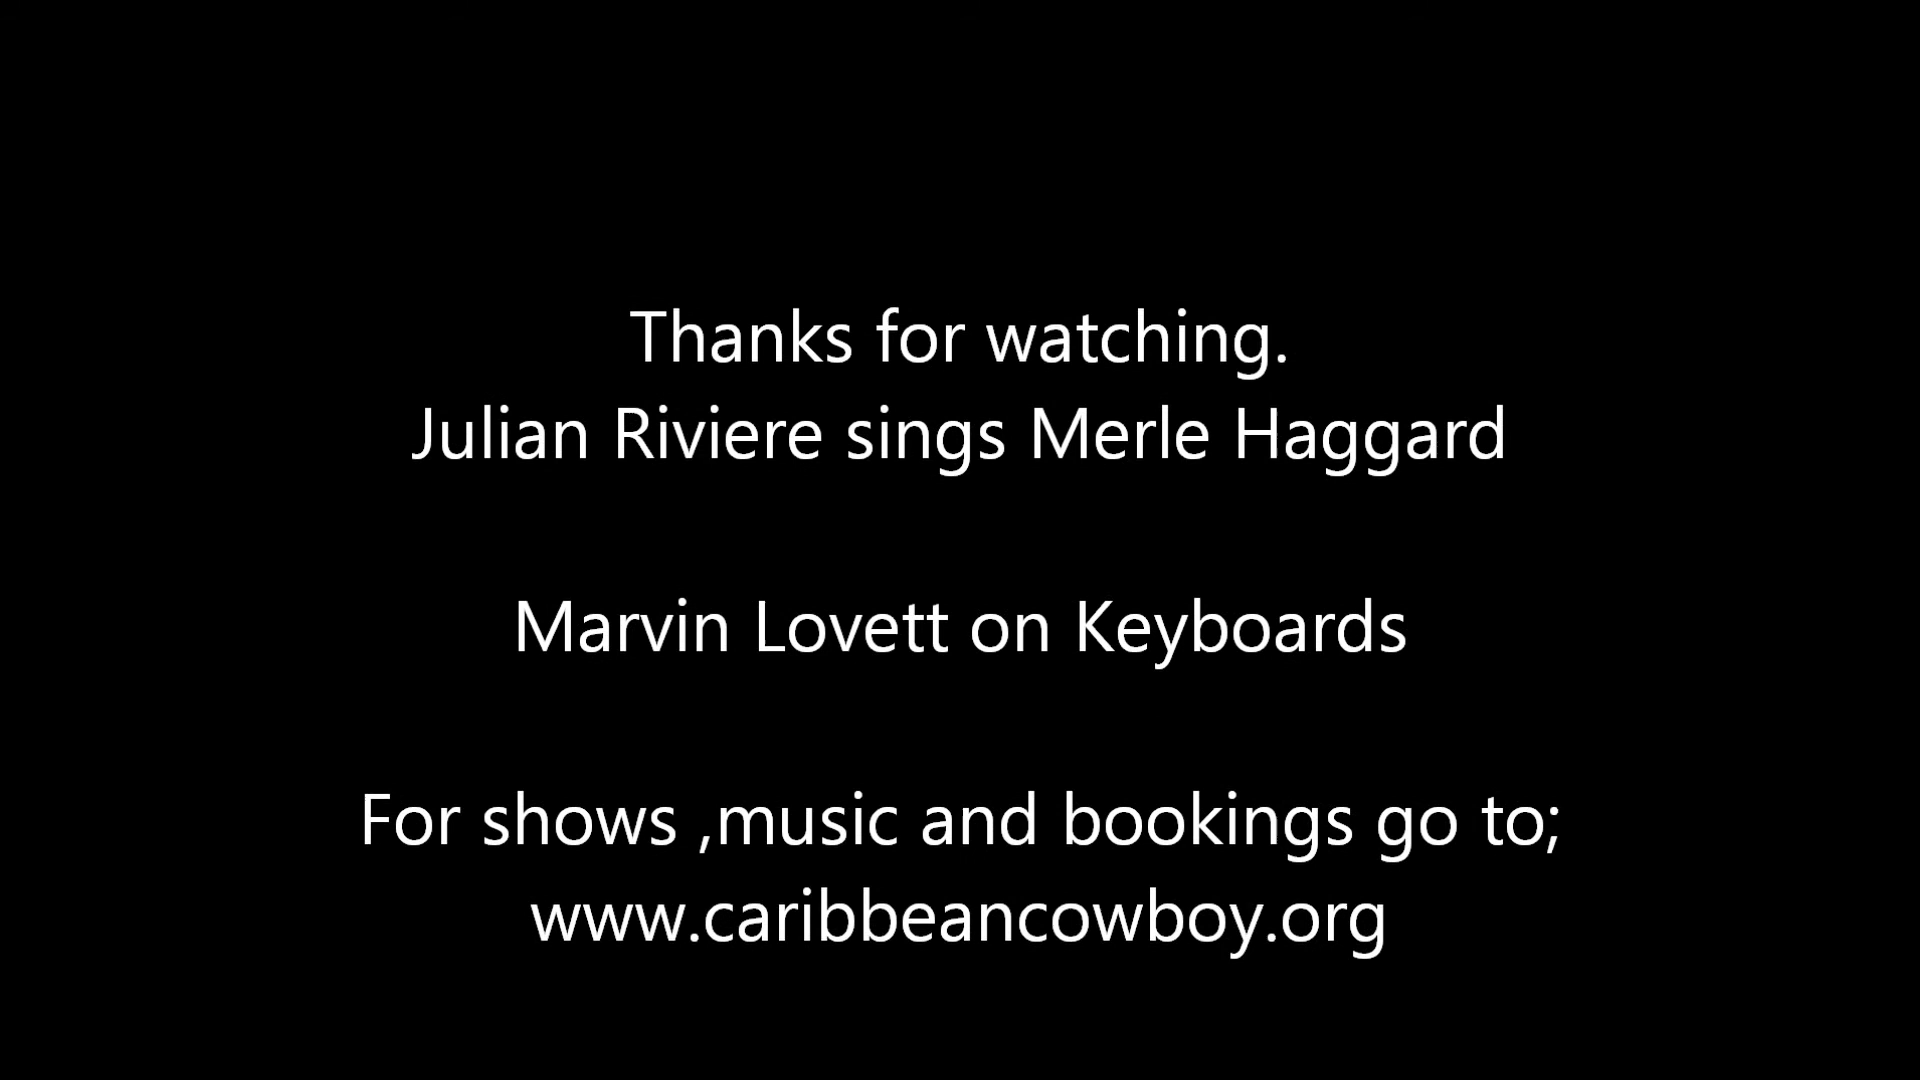 Thanks for watching.
Julian Riviere sings Merle Haggard
Marvin Lovett on Keyboards
For shows ,music and bookings go to;
www.caribbeancowboy.org